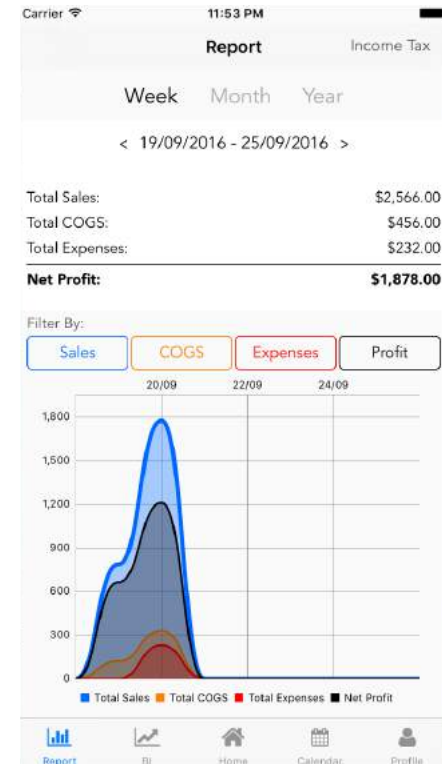 Carrier 11:53 PM
Report Income Tax
Week Month Year
< 19/09/2016 - 25/09/2016 >
Total Sales: $2,566.00
Total COGS: $456.00
Total Expenses: $232.00
Net Profit: $1,878.00
Filter By:
Sales COGS Expenses Profit
20/09 22/09 24/09
1,800
1,500
1,200
900
600
300
0
Total Sales Total COGS Total Expenses Net Profit
Report BI Home Calendar Profile